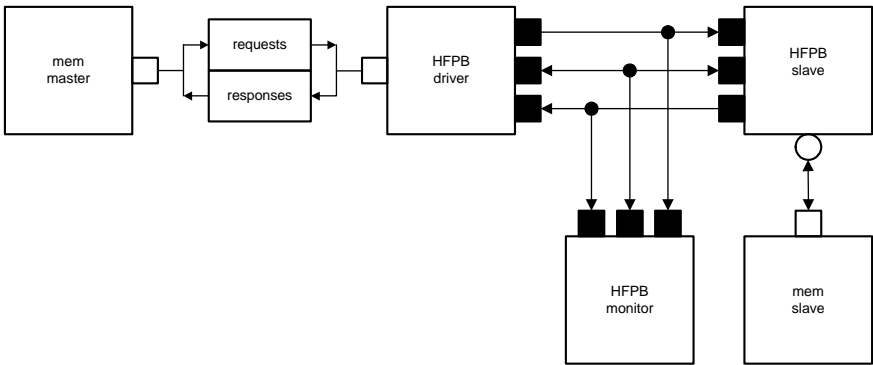 mem
master
requests
responses
HFPB
driver
HFPB
slave
HFPB
monitor
mem
slave